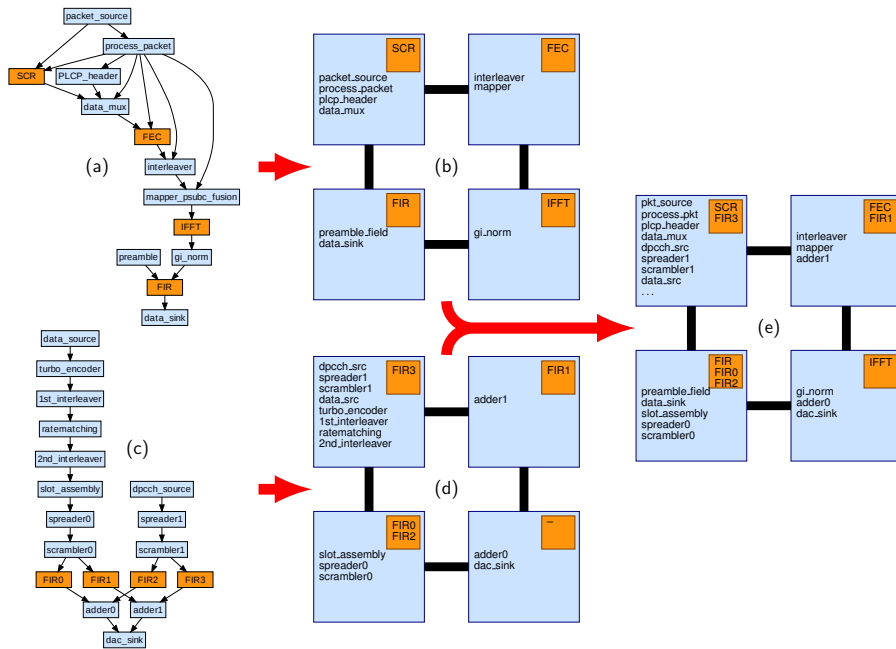 packet_source
process_packet
SCR
PLCP_header
data_mux
FEC
interleaver
mapper_psubc_fusion
IFFT
preamble
gi_norm
FIR
data_sink
(a)
SCR
packet_source
process_packet
plcp_header
data_mux
FEC
interleaver
mapper
(b)
FIR
preamble_field
data_sink
IFFT
gi_norm
data_source
turbo_encoder
1st_interleaver
ratematching
2nd_interleaver
slot_assembly
dpcch_source
spreader0
spreader1
scrambler0
scrambler1
FIR0
FIR1
FIR2
FIR3
adder0
adder1
dac_sink
(c)
FIR3
dpcch_src
spreader1
scrambler1
data_src
turbo_encoder
1st_interleaver
ratematching
2nd_interleaver
FIR1
adder1
(d)
FIR0
FIR2
slot_assembly
spreader0
scrambler0
–
adder0
dac_sink
SCR
FIR3
pkt_source
process_pkt
plcp_header
data_mux
dpcch_src
spreader1
scrambler1
data_src
...
FEC
FIR1
interleaver
mapper
adder1
(e)
FIR
FIR0
FIR2
preamble_field
data_sink
slot_assembly
spreader0
scrambler0
IFFT
gi_norm
adder0
dac_sink